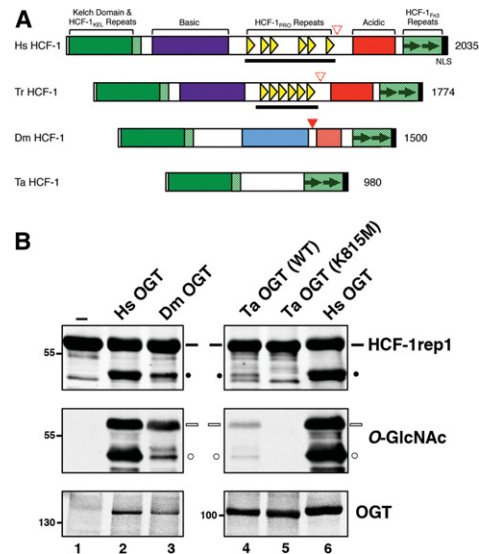 A
Kelch Domain &
HCF-1KEL Repeats
Basic
HCF-1PRO Repeats
Acidic
HCF-1Fn3
Repeats
Hs HCF-1
2035
NLS
Tr HCF-1
1774
Dm HCF-1
1500
Ta HCF-1
980
B
–
Hs OGT
Dm OGT
Ta OGT (WT)
Ta OGT (K815M)
Hs OGT
55
HCF-1rep1
55
O-GlcNAc
130
100
OGT
1 2 3 4 5 6